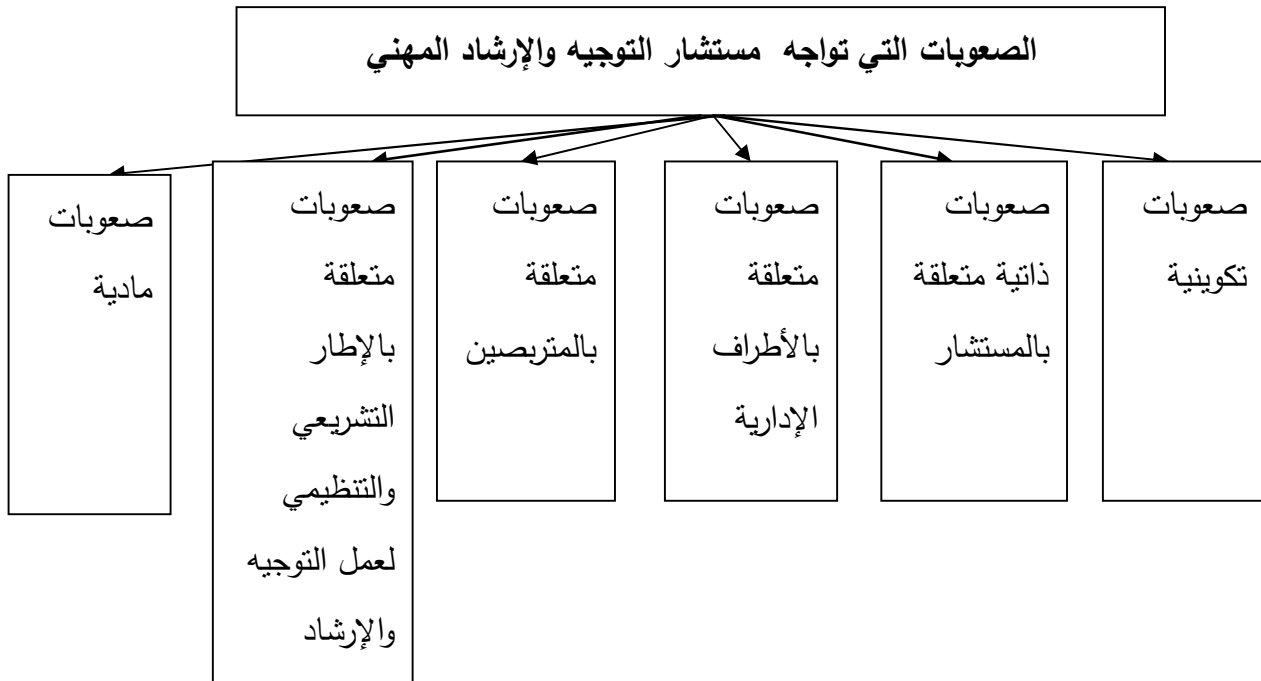 الصعوبات التي تواجه مستشار التوجيه والإرشاد المهني
صعوبات
تكوينية
صعوبات
ذاتية متعلقة
بالمستشار
صعوبات
متعلقة
بالأطراف
الإدارية
صعوبات
متعلقة
بالمتربصين
صعوبات
متعلقة
بالإطار
التشريعي
والتنظيمي
لعمل التوجيه
والإرشاد
صعوبات
مادية